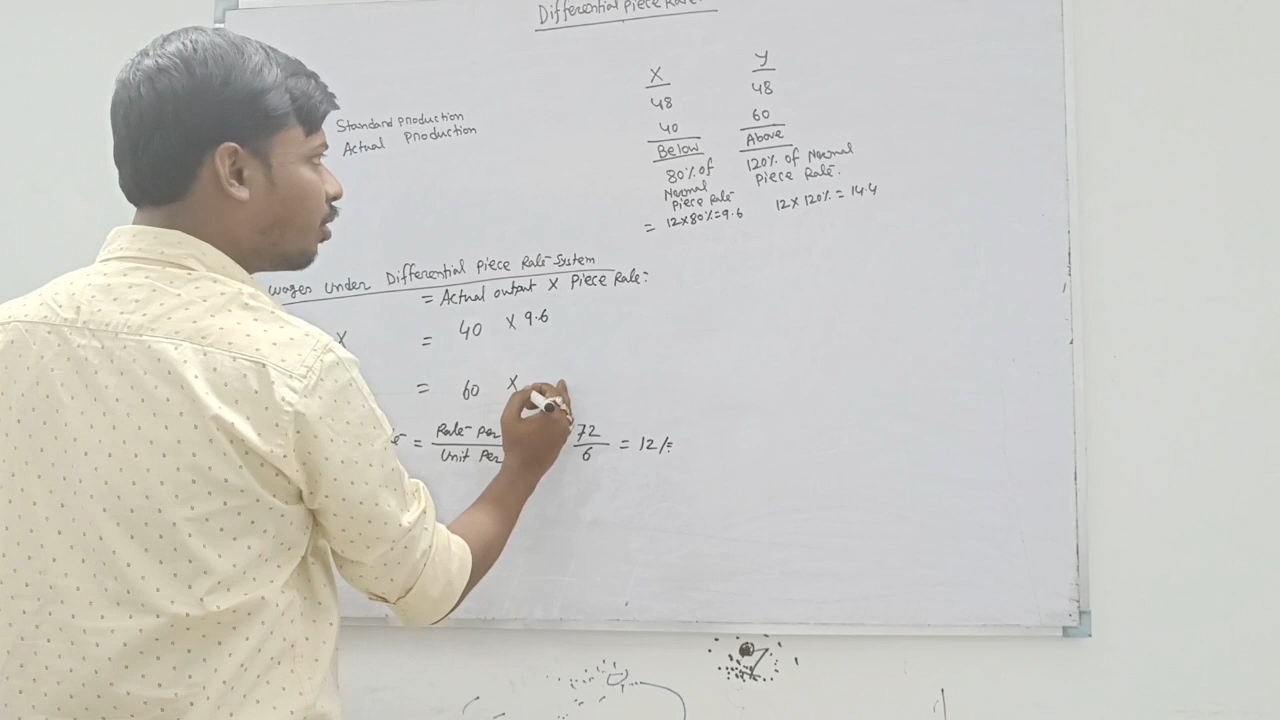 Differential Piece Rate.
X Y
Standard Production 48 48
Actual Production 40 60
Below Above
80% of Normal Piece Rate 120% of Normal Piece Rate.
= 12 x 80% = 9.6 12 x 120% = 14.4
Wages Under Differential Piece Rate System
= Actual output X Piece Rate:
X = 40 X 9.6
= 60 X
= Rate Per
Unit Per
72
6
= 12/=